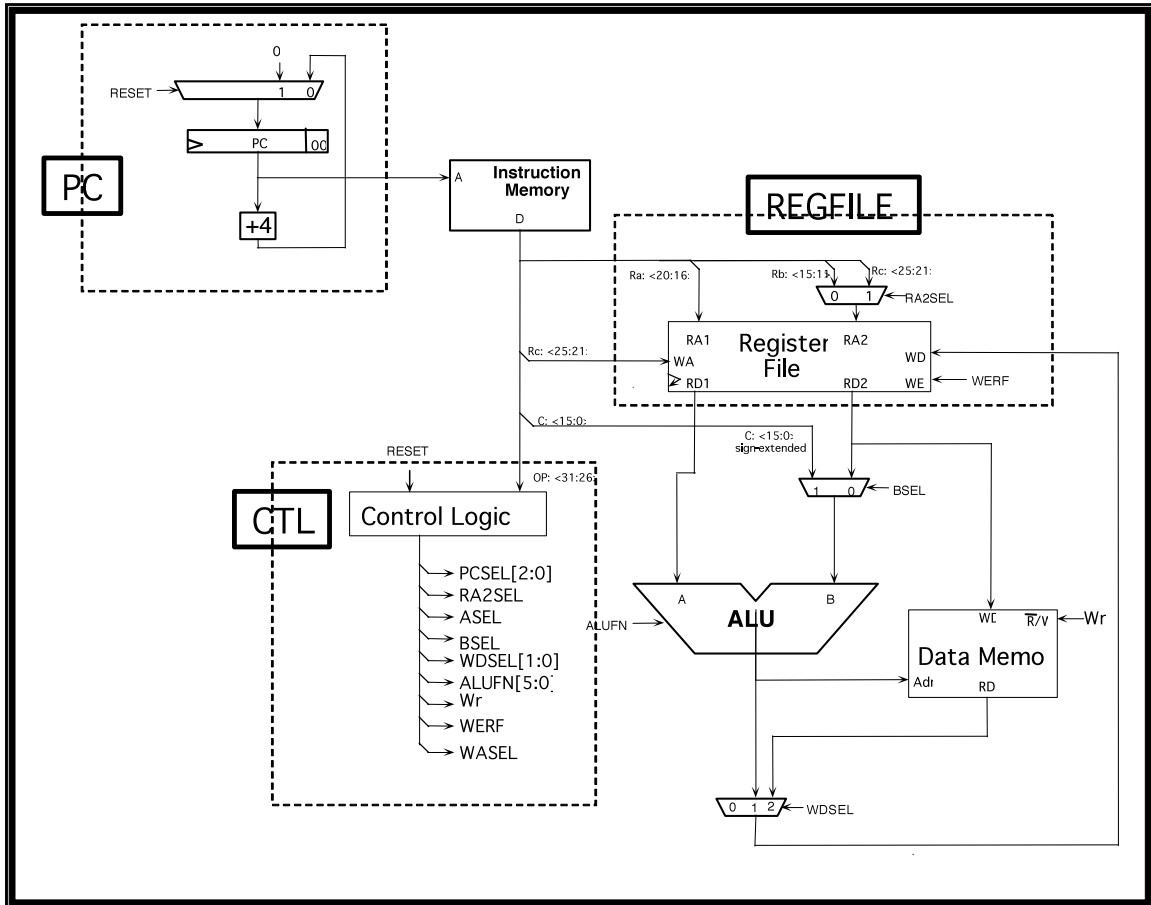 0
RESET
1 0
PC 00
PC
+4
A Instruction
Memory
D
REGFILE
Ra: <20:16:
Rb: <15:11
Rc: <25:21:
0 1
RA2SEL
RA1
Register
File
RA2
WA
WD
Rc: <25:21:
RD1
RD2
WE
WERF
C: <15:0:
C: <15:0:
sign-extended
RESET
OP: <31:26:
1 0
BSEL
CTL
Control Logic
PCSEL[2:0]
RA2SEL
ASEL
BSEL
WDSEL[1:0]
ALUFN[5:0]
Wr
WERF
WASEL
A
B
ALU
ALUFN
WD
R/W
Wr
Data Memo
Adr
RD
0 1 2
WDSEL